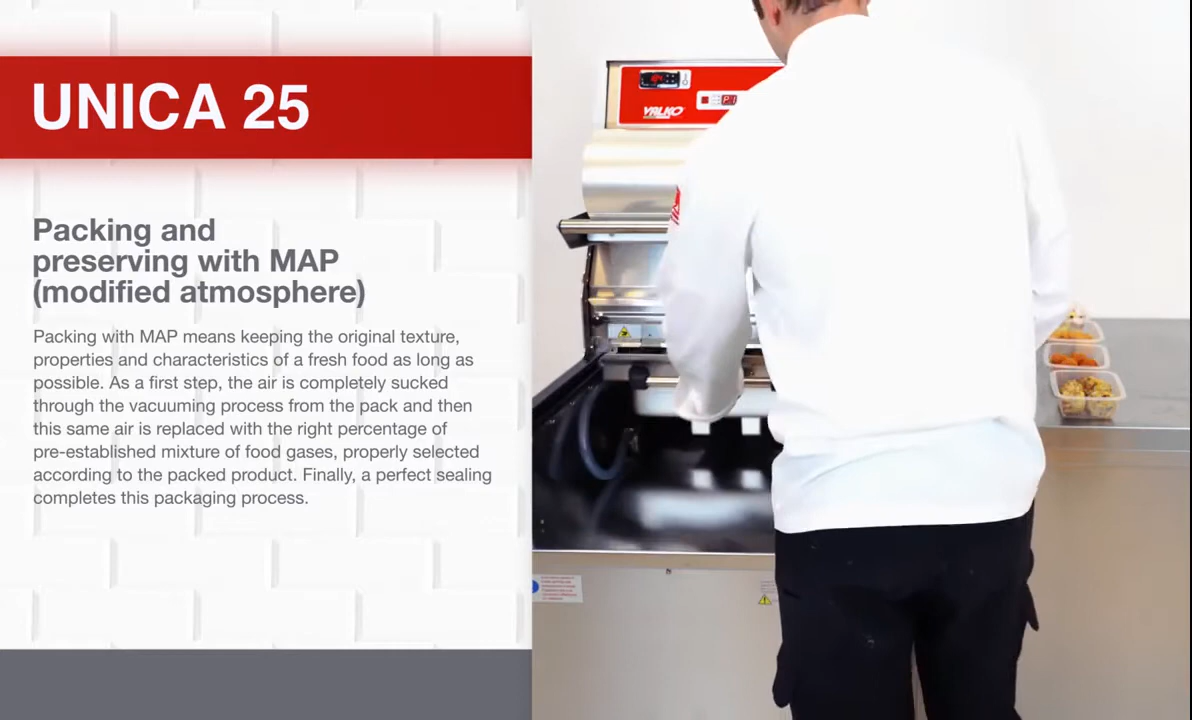 UNICA 25
Packing and
preserving with MAP
(modified atmosphere)
Packing with MAP means keeping the original texture,
properties and characteristics of a fresh food as long as
possible. As a first step, the air is completely sucked
through the vacuuming process from the pack and then
this same air is replaced with the right percentage of
pre-established mixture of food gases, properly selected
according to the packed product. Finally, a perfect sealing
completes this packaging process.
VALKO